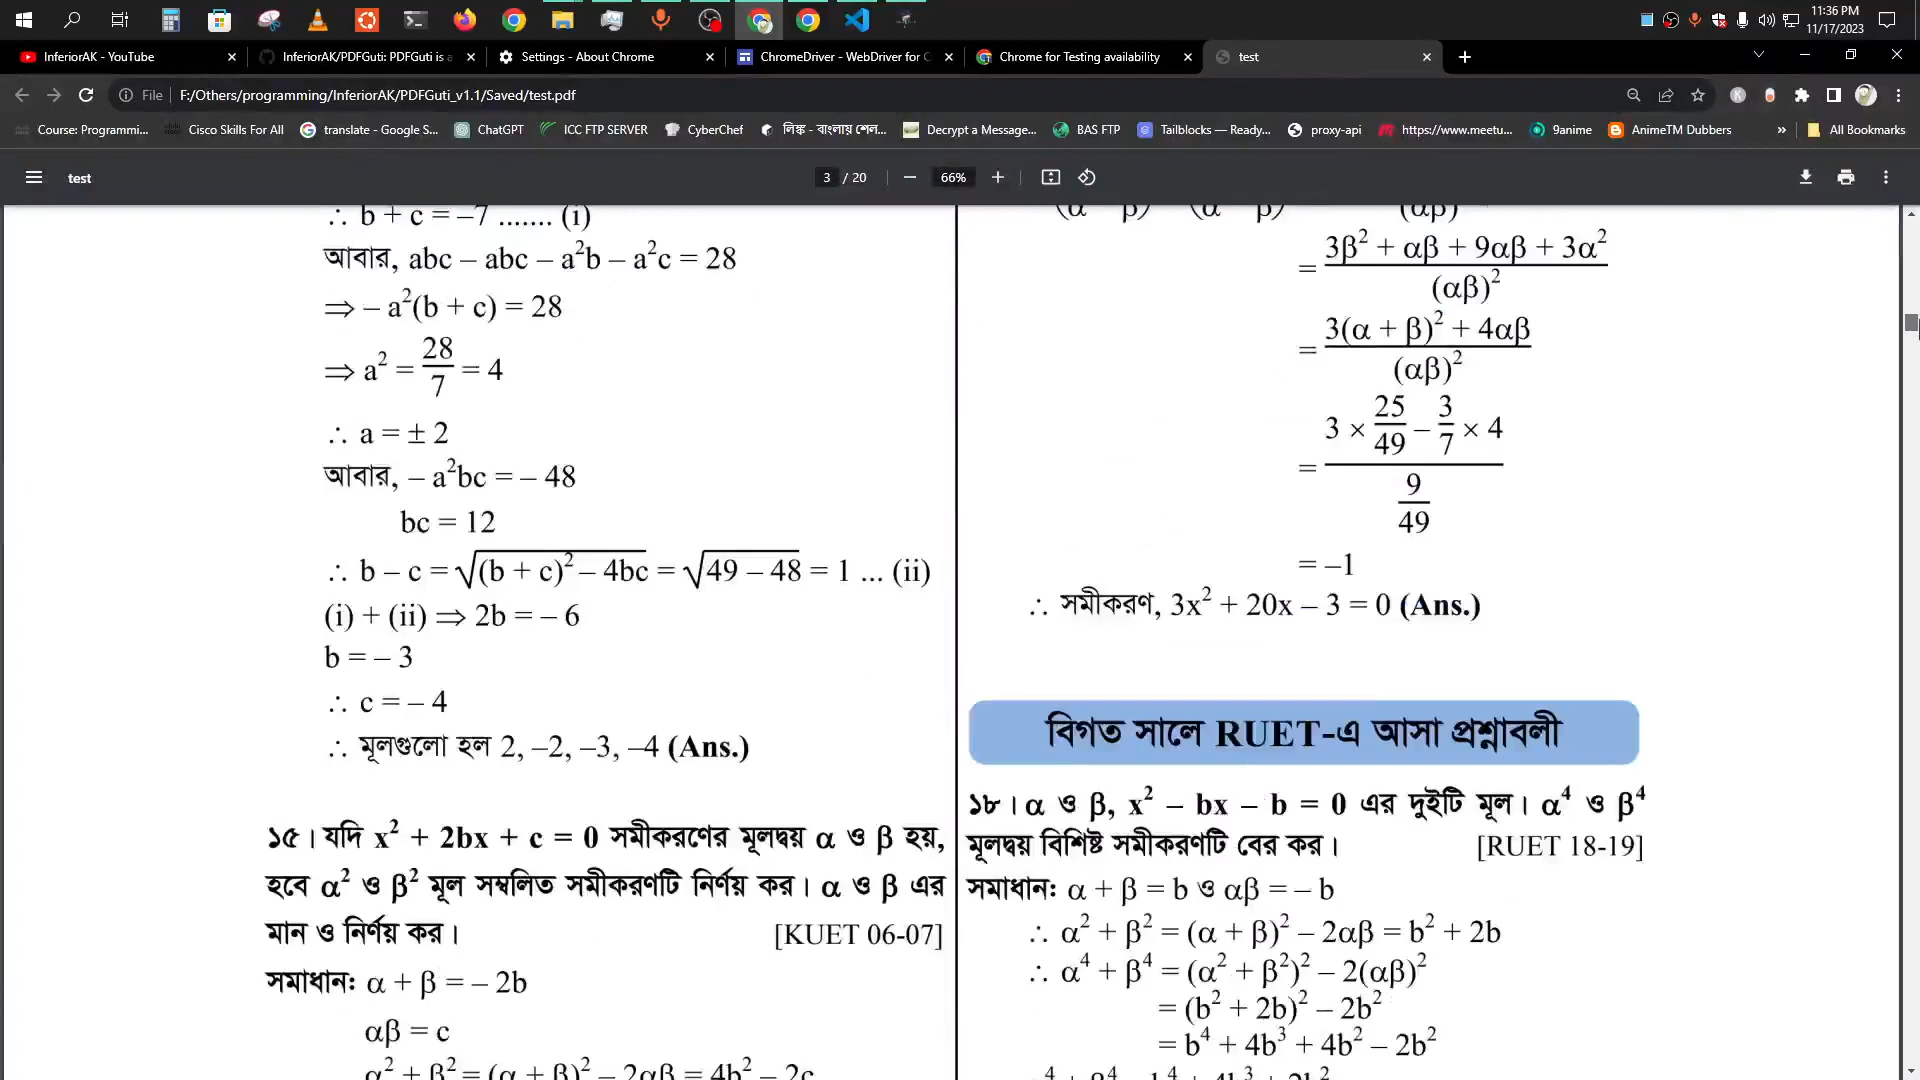 11:36 PM
11/17/2023
InferiorAK - YouTube
InferiorAK/PDFGuti: PDFGuti is a
Settings - About Chrome
ChromeDriver - WebDriver for C
Chrome for Testing availability
test
File
F:/Others/programming/InferiorAK/PDFGuti_v1.1/Saved/test.pdf
Course: Programmi...
Cisco Skills For All
translate - Google S...
ChatGPT
ICC FTP SERVER
CyberChef
লিঙ্ক - বাংলায় শেল...
Decrypt a Message...
BAS FTP
Tailblocks — Ready...
proxy-api
https://www.meetu...
9anime
AnimeTM Dubbers
»
All Bookmarks
test
3 / 20
66%
∴ b + c = –7 ....... (i)
আবার, abc – abc – a²b – a²c = 28
⇒ – a²(b + c) = 28
⇒ a² = 28/7 = 4
∴ a = ± 2
আবার, – a²bc = – 48
bc = 12
∴ b – c = √((b + c)² – 4bc) = √(49 – 48) = 1 ... (ii)
(i) + (ii) ⇒ 2b = – 6
b = – 3
∴ c = – 4
∴ মূলগুলো হল 2, –2, –3, –4 (Ans.)
১৫। যদি x² + 2bx + c = 0 সমীকরণের মূলদ্বয় α ও β হয়,
হবে α² ও β² মূল সম্বলিত সমীকরণটি নির্ণয় কর। α ও β এর
মান ও নির্ণয় কর। [KUET 06-07]
সমাধানঃ α + β = – 2b
αβ = c
α² + β² = (α + β)² – 2αβ = 4b² – 2c
= (3β² + αβ + 9αβ + 3α²)/(αβ)²
= (3(α + β)² + 4αβ)/(αβ)²
= (3 × 25/49 – 3/7 × 4)/(9/49)
= –1
∴ সমীকরণ, 3x² + 20x – 3 = 0 (Ans.)
বিগত সালে RUET-এ আসা প্রশ্নাবলী
১৮। α ও β, x² – bx – b = 0 এর দুইটি মূল। α⁴ ও β⁴
মূলদ্বয় বিশিষ্ট সমীকরণটি বের কর। [RUET 18-19]
সমাধানঃ α + β = b ও αβ = – b
∴ α² + β² = (α + β)² – 2αβ = b² + 2b
∴ α⁴ + β⁴ = (α² + β²)² – 2(αβ)²
= (b² + 2b)² – 2b²
= b⁴ + 4b³ + 4b² – 2b²